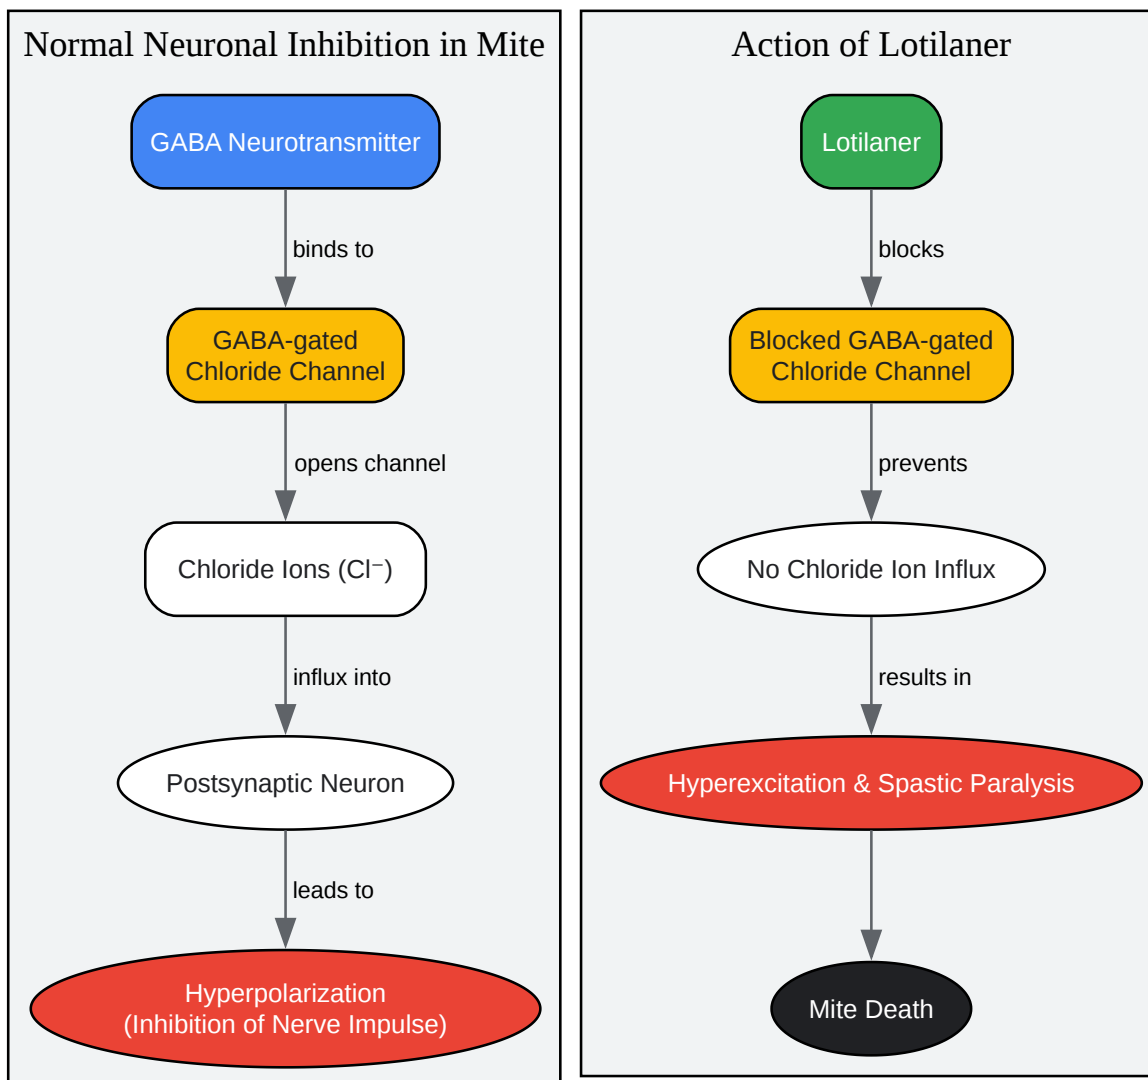 Normal Neuronal Inhibition in Mite
GABA Neurotransmitter
binds to
GABA-gated
Chloride Channel
opens channel
Chloride Ions (Cl⁻)
influx into
Postsynaptic Neuron
leads to
Hyperpolarization
(Inhibition of Nerve Impulse)
Action of Lotilaner
Lotilaner
blocks
Blocked GABA-gated
Chloride Channel
prevents
No Chloride Ion Influx
results in
Hyperexcitation & Spastic Paralysis
Mite Death